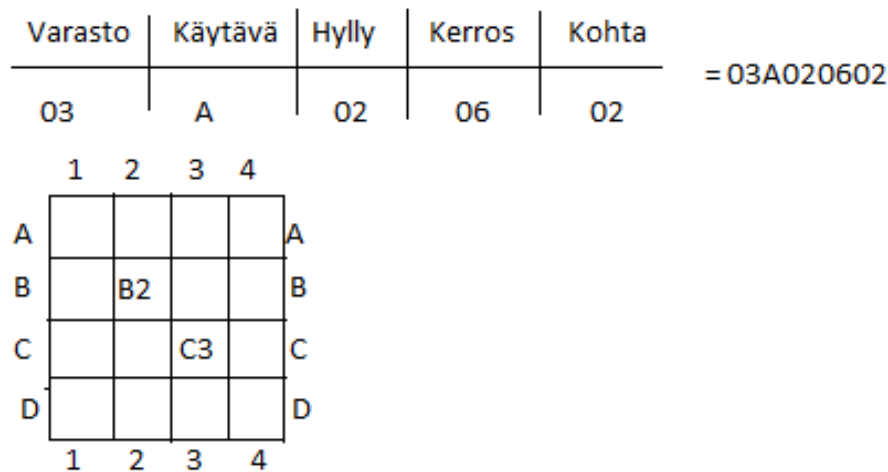 Varasto Käytävä Hylly Kerros Kohta
= 03A020602
03 A 02 06 02
1 2 3 4
A A
B B2 B
C C3 C
D D
1 2 3 4